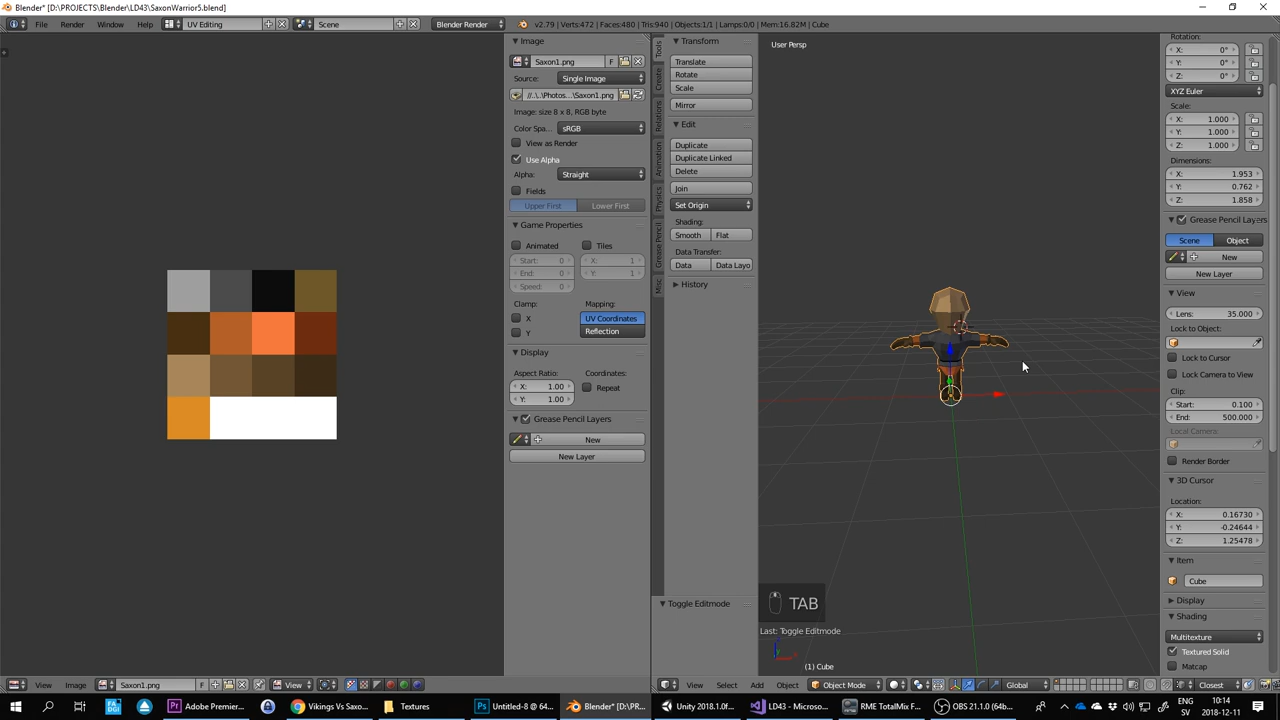 Blender* [D:\PROJECTS\Blender\LD43\SaxonWarrior5.blend]
File Render Window Help UV Editing Scene Blender Render v2.79 | Verts:472 | Faces:480 | Tris:940 | Objects:1/1 | Lamps:0/0 | Mem:16.82M | Cube
Image
Saxon1.png F
Source: Single Image
//..\..\Photos...\Saxon1.png
Image: size 8 x 8, RGB byte
Color Spa... sRGB
View as Render
Use Alpha
Alpha: Straight
Fields
Upper First Lower First
Game Properties
Animated Tiles
Start: 0 X: 1
End: 0 Y: 1
Speed: 0
Clamp: Mapping:
X UV Coordinates
Y Reflection
Display
Aspect Ratio: Coordinates:
X: 1.00 Repeat
Y: 1.00
Grease Pencil Layers
New
New Layer
Tools
Create
Relations
Animation
Physics
Grease Pencil
Misc
Transform
Translate
Rotate
Scale
Mirror
Edit
Duplicate
Duplicate Linked
Delete
Join
Set Origin
Shading:
Smooth Flat
Data Transfer:
Data Data Layo
History
Toggle Editmode
User Persp
TAB
Last: Toggle Editmode
(1) Cube
Rotation:
X: 0°
Y: 0°
Z: 0°
XYZ Euler
Scale:
X: 1.000
Y: 1.000
Z: 1.000
Dimensions:
X: 1.953
Y: 0.762
Z: 1.858
Grease Pencil Layers
Scene Object
New
New Layer
View
Lens: 35.000
Lock to Object:
Lock to Cursor
Lock Camera to View
Clip:
Start: 0.100
End: 500.000
Local Camera:
Render Border
3D Cursor
Location:
X: 0.16730
Y: -0.24644
Z: 1.25478
Item
Cube
Display
Shading
Multitexture
Textured Solid
Matcap
View Image Saxon1.png F View
View Select Add Object Object Mode Global Closest
Adobe Premier... Vikings Vs Saxo... Textures Untitled-8 @ 64... Blender* [D:\PR... Unity 2018.1.0f... LD43 - Microso... RME TotalMix F... OBS 21.1.0 (64b...
ENG
SV
10:14
2018-12-11